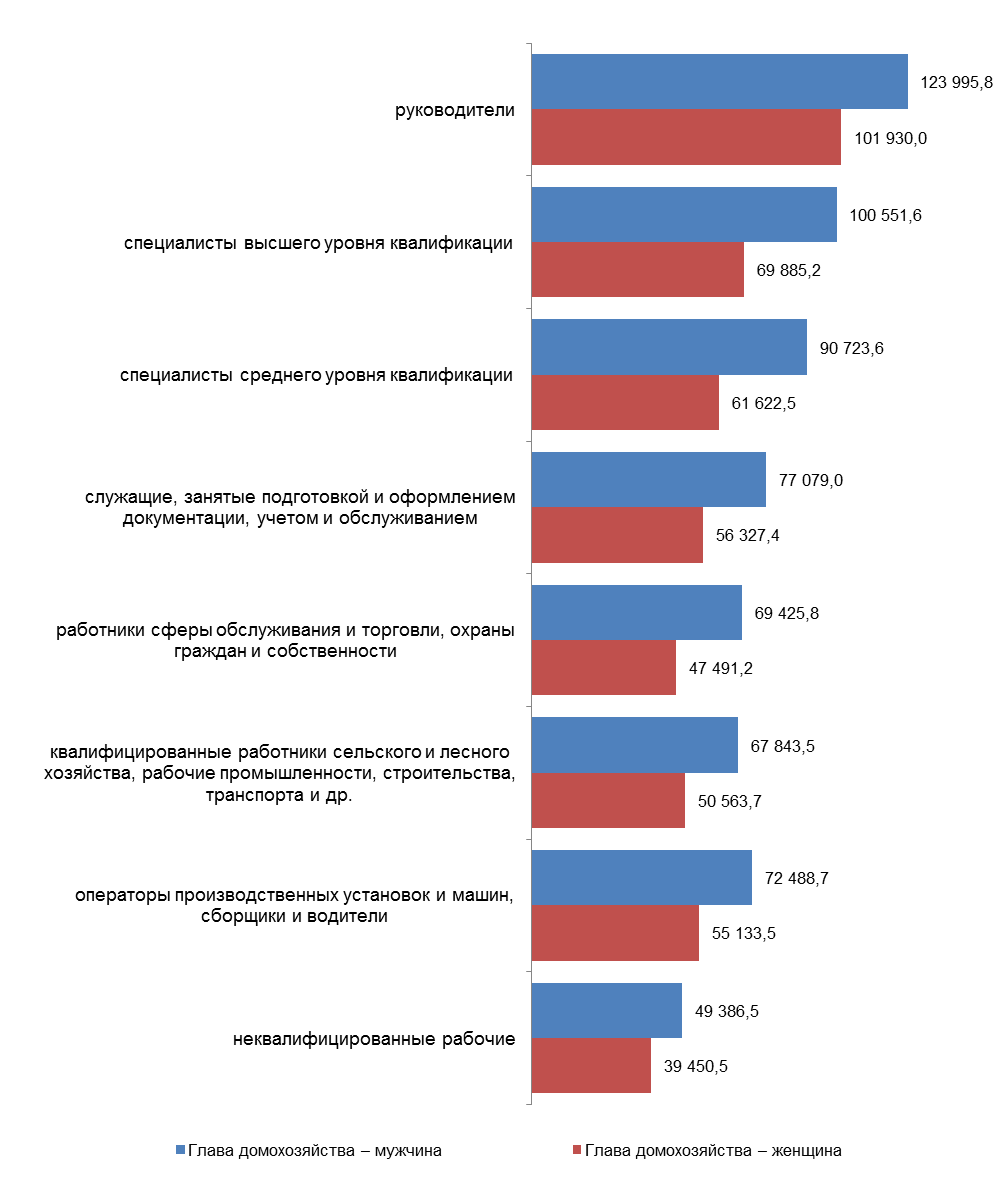 123 995,8
руководители
101 930,0
100 551,6
специалисты высшего уровня квалификации
69 885,2
90 723,6
специалисты среднего уровня квалификации
61 622,5
77 079,0
служащие, занятые подготовкой и оформлением
документации, учетом и обслуживанием
56 327,4
69 425,8
работники сферы обслуживания и торговли, охраны
граждан и собственности
47 491,2
67 843,5
квалифицированные работники сельского и лесного
хозяйства, рабочие промышленности, строительства,
транспорта и др.
50 563,7
72 488,7
операторы производственных установок и машин,
сборщики и водители
55 133,5
49 386,5
неквалифицированные рабочие
39 450,5
Глава домохозяйства – мужчина
Глава домохозяйства – женщина